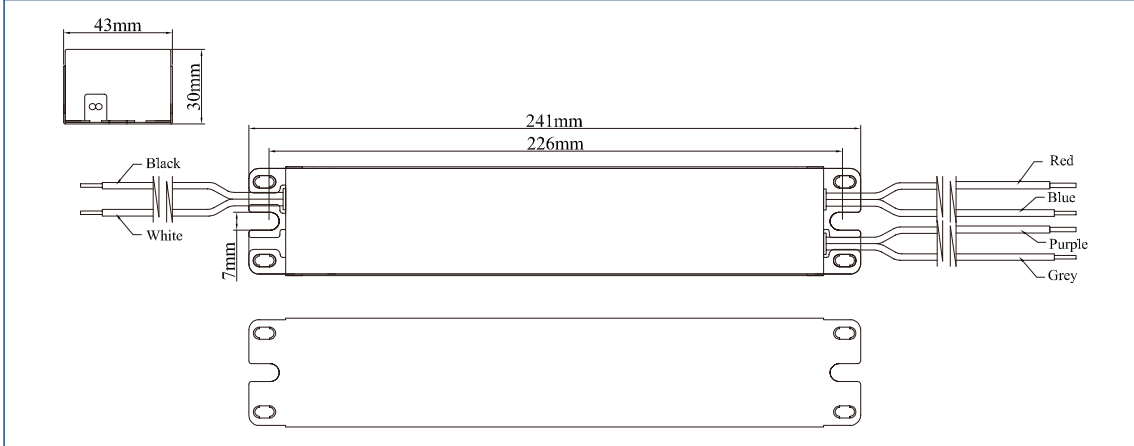 43mm
30mm
241mm
226mm
Black
White
7mm
Red
Blue
Purple
Grey